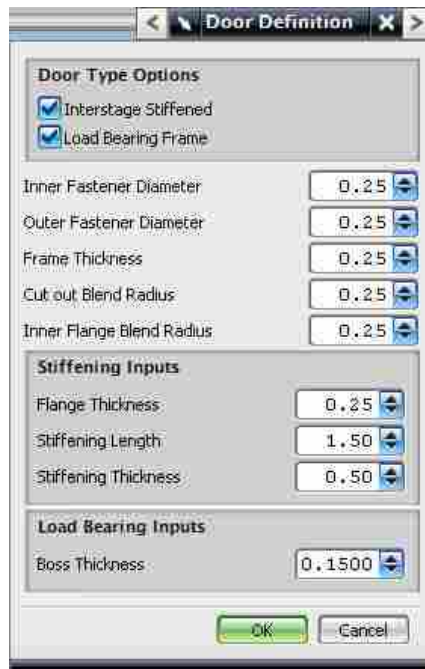 Door Definition
Door Type Options
Interstage Stiffened
Load Bearing Frame
Inner Fastener Diameter 0.25
Outer Fastener Diameter 0.25
Frame Thickness 0.25
Cut out Blend Radius 0.25
Inner Flange Blend Radius 0.25
Stiffening Inputs
Flange Thickness 0.25
Stiffening Length 1.50
Stiffening Thickness 0.50
Load Bearing Inputs
Boss Thickness 0.1500
OK Cancel